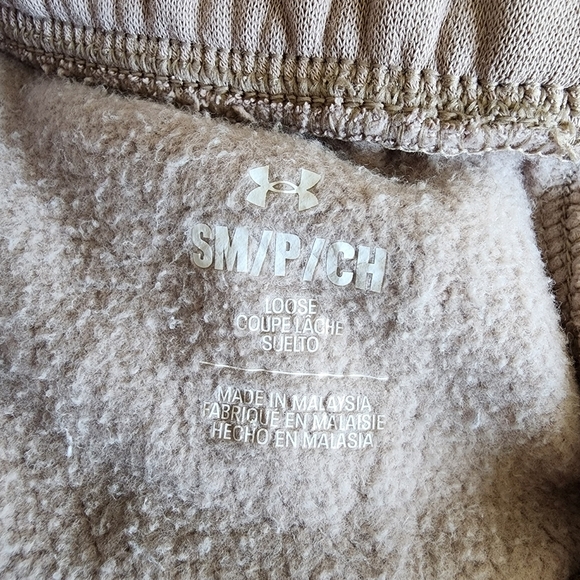 SM/P/CH
LOOSE
COUPE LÂCHE
SUELTO
MADE IN MALAYSIA
FABRIQUÉ EN MALAISIE
HECHO EN MALASIA